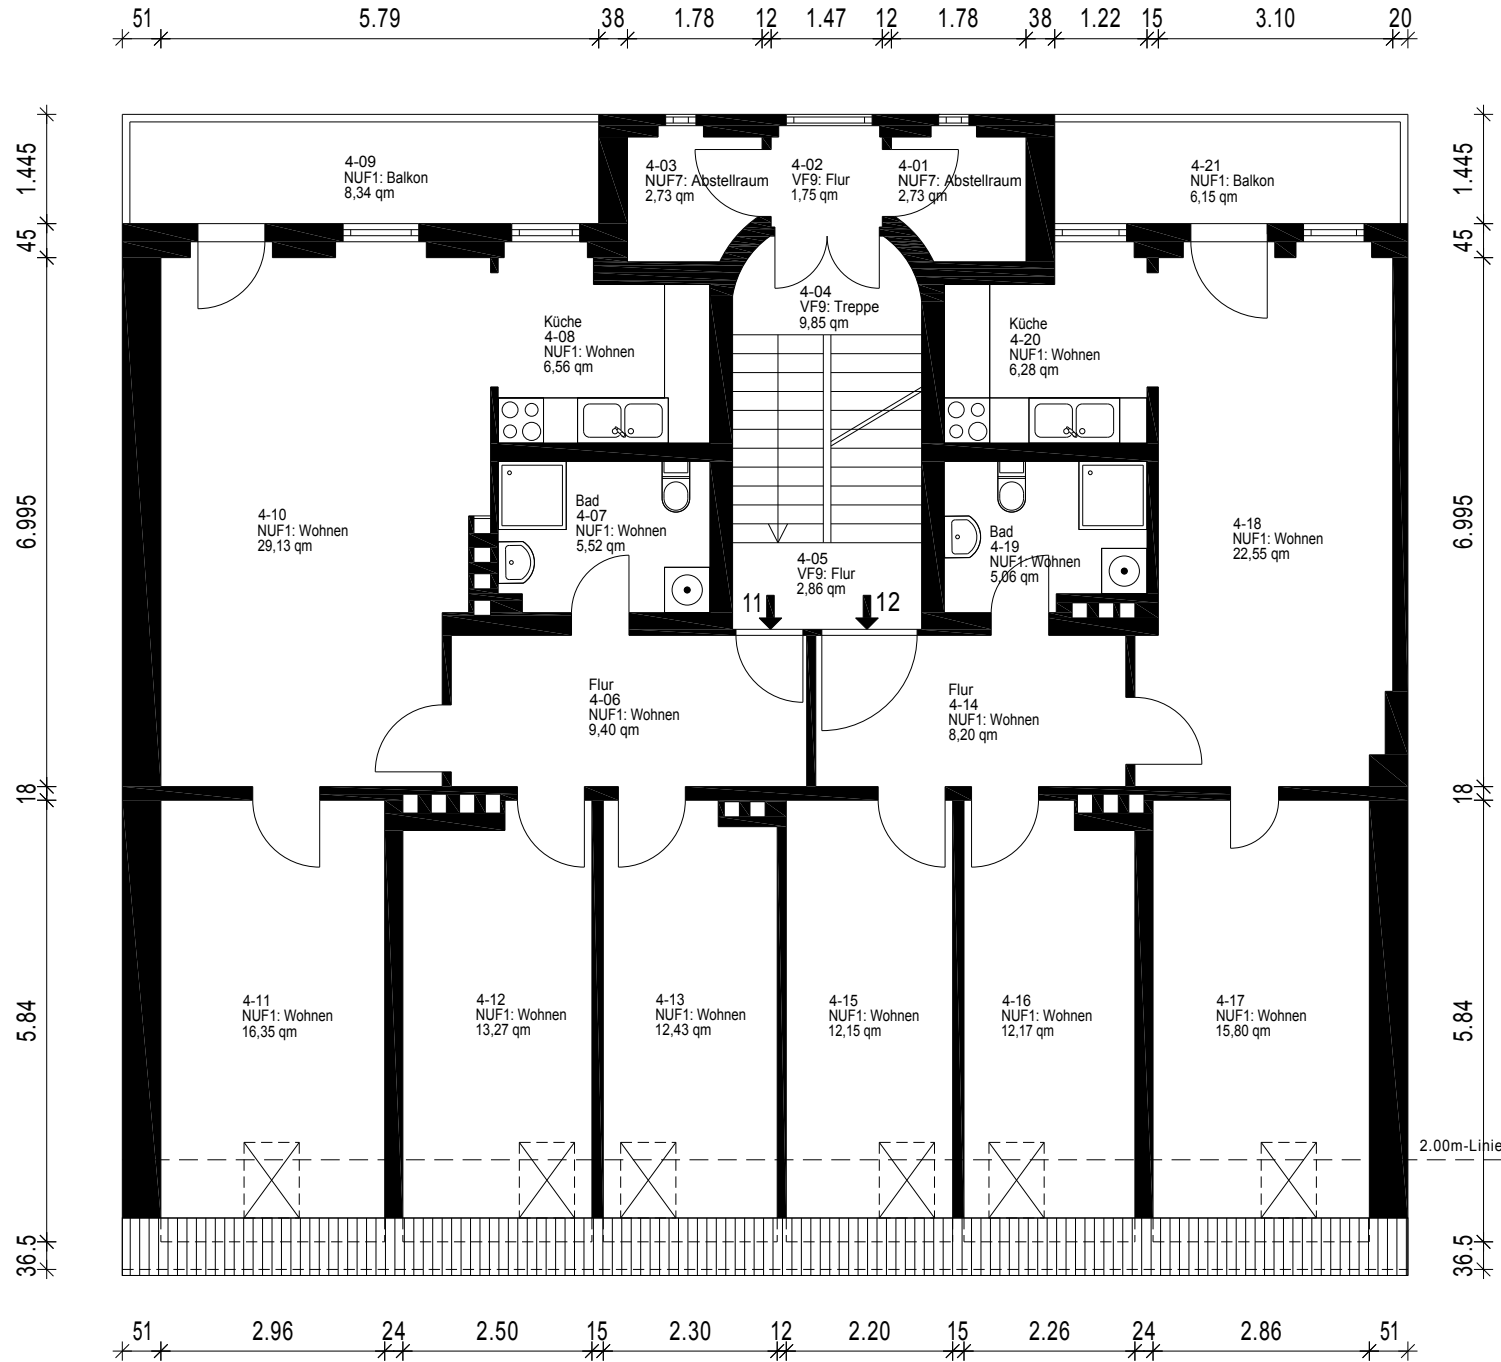 51 5.79 38 1.78 12 1.47 12 1.78 38 1.22 15 3.10 20
1.445
45
6.995
18
5.84
36.5
4-09
NUF1: Balkon
8,34 qm
4-03
NUF7: Abstellraum
2,73 qm
4-02
VF9: Flur
1,75 qm
4-01
NUF7: Abstellraum
2,73 qm
4-21
NUF1: Balkon
6,15 qm
4-04
VF9: Treppe
9,85 qm
Küche
4-08
NUF1: Wohnen
6,56 qm
Küche
4-20
NUF1: Wohnen
6,28 qm
4-10
NUF1: Wohnen
29,13 qm
Bad
4-07
NUF1: Wohnen
5,52 qm
4-05
VF9: Flur
2,86 qm
11
12
Bad
4-19
NUF1: Wohnen
5,06 qm
4-18
NUF1: Wohnen
22,55 qm
Flur
4-06
NUF1: Wohnen
9,40 qm
Flur
4-14
NUF1: Wohnen
8,20 qm
4-11
NUF1: Wohnen
16,35 qm
4-12
NUF1: Wohnen
13,27 qm
4-13
NUF1: Wohnen
12,43 qm
4-15
NUF1: Wohnen
12,15 qm
4-16
NUF1: Wohnen
12,17 qm
4-17
NUF1: Wohnen
15,80 qm
1.445
45
6.995
18
5.84
2.00m-Linie
36.5
51 2.96 24 2.50 15 2.30 12 2.20 15 2.26 24 2.86 51